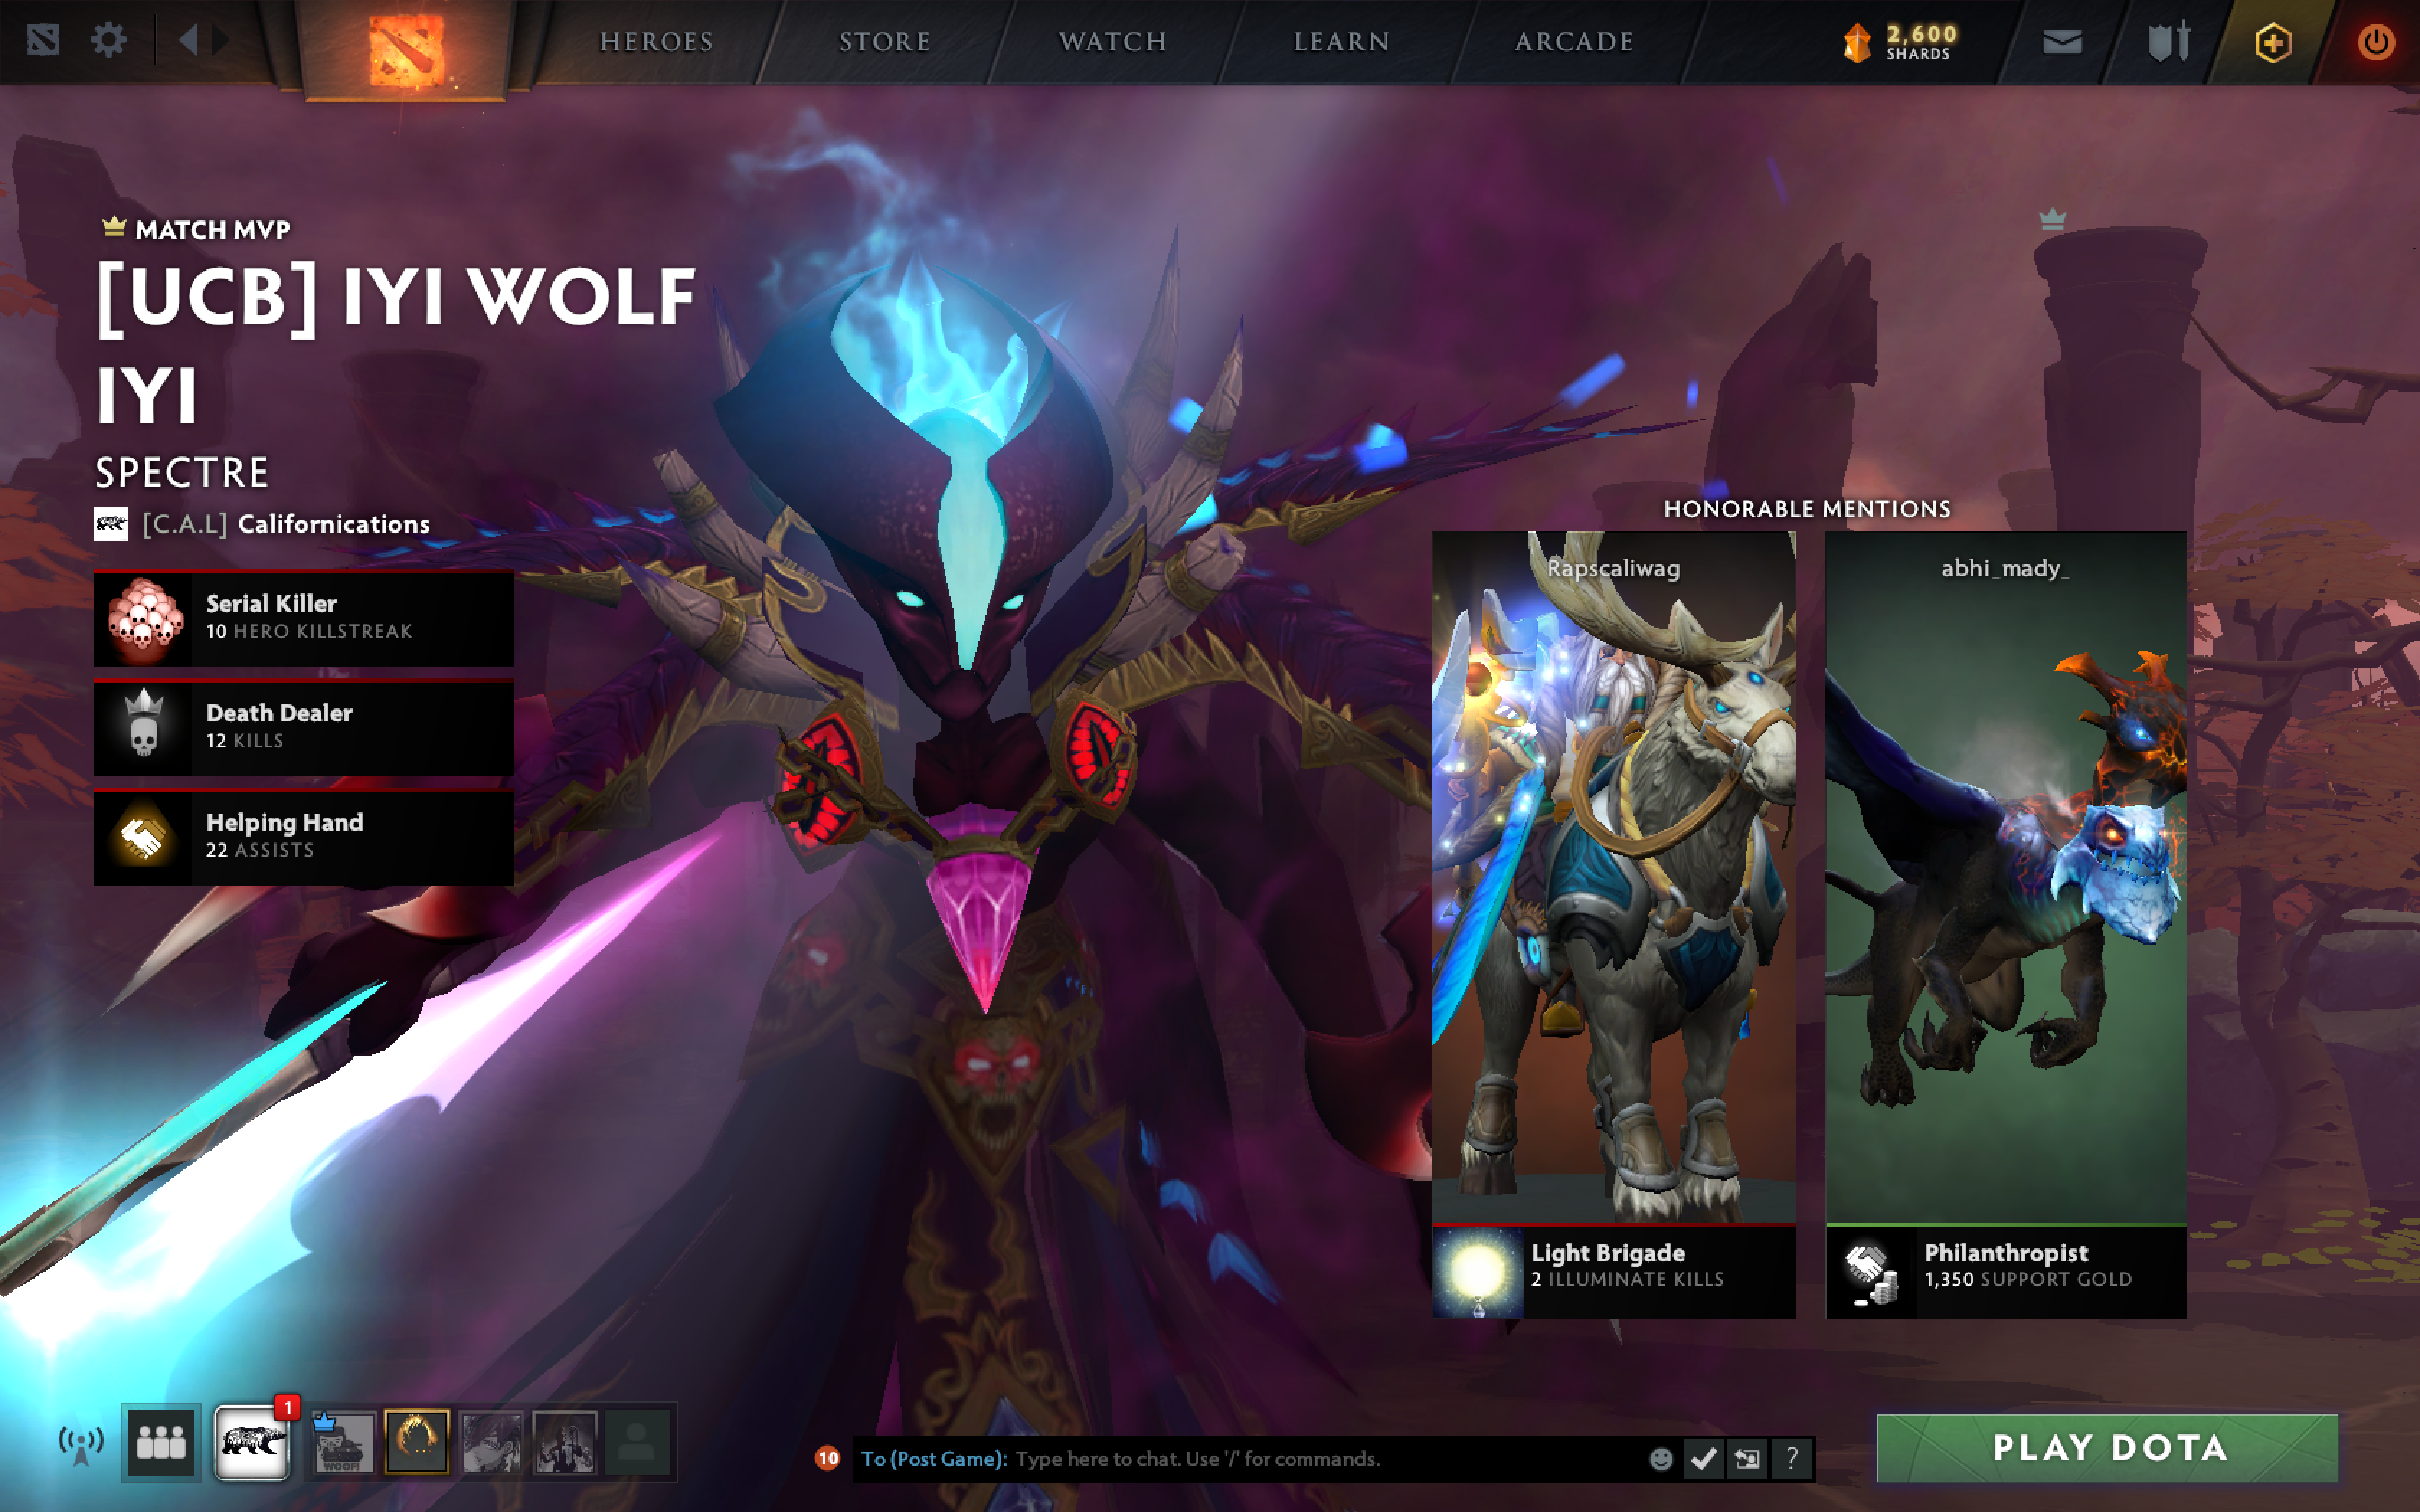 HEROES
STORE
WATCH
LEARN
ARCADE
2,600
SHARDS
MATCH MVP
[UCB] IYI WOLF
IYI
SPECTRE
[C.A.L] Californications
Serial Killer
10 HERO KILLSTREAK
Death Dealer
12 KILLS
Helping Hand
22 ASSISTS
HONORABLE MENTIONS
Rapscaliwag
abhi_mady_
Light Brigade
2 ILLUMINATE KILLS
Philanthropist
1,350 SUPPORT GOLD
1
WOOF!
10
To (Post Game): Type here to chat. Use '/' for commands.
?
PLAY DOTA